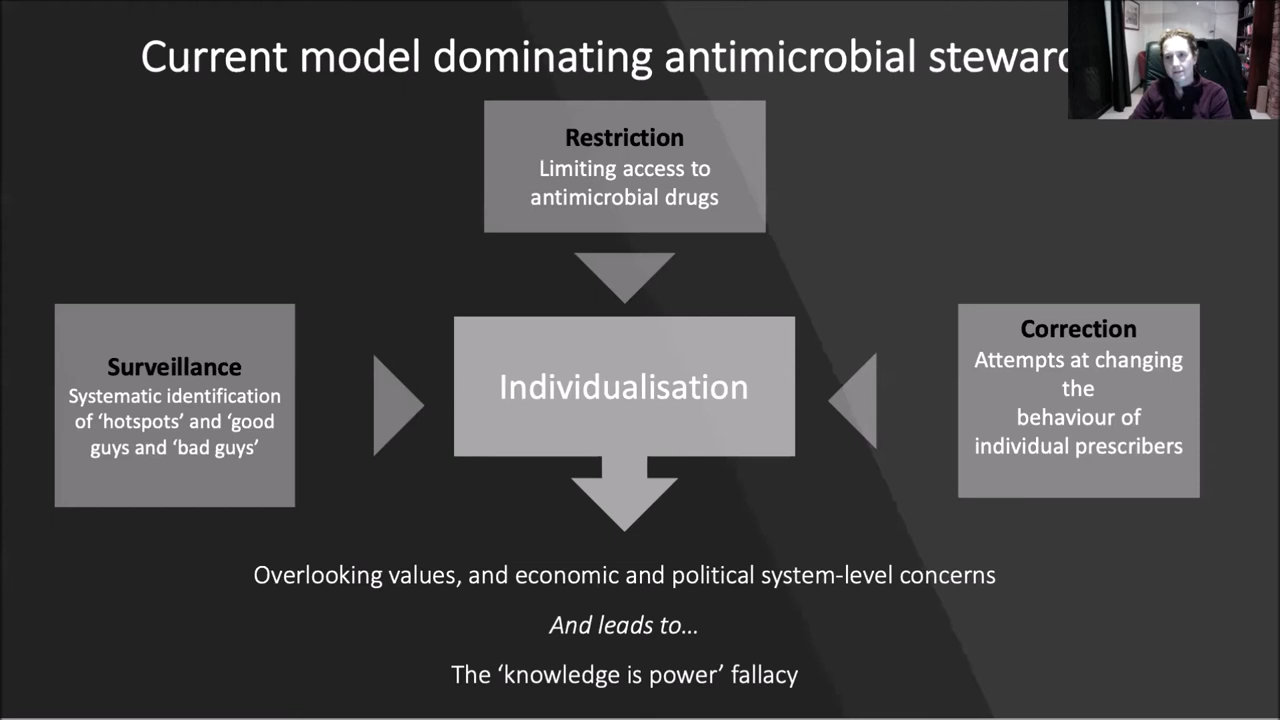 Current model dominating antimicrobial steward
Restriction
Limiting access to
antimicrobial drugs
Surveillance
Systematic identification
of ‘hotspots’ and ‘good
guys and ‘bad guys’
Individualisation
Correction
Attempts at changing
the
behaviour of
individual prescribers
Overlooking values, and economic and political system-level concerns
And leads to...
The ‘knowledge is power’ fallacy